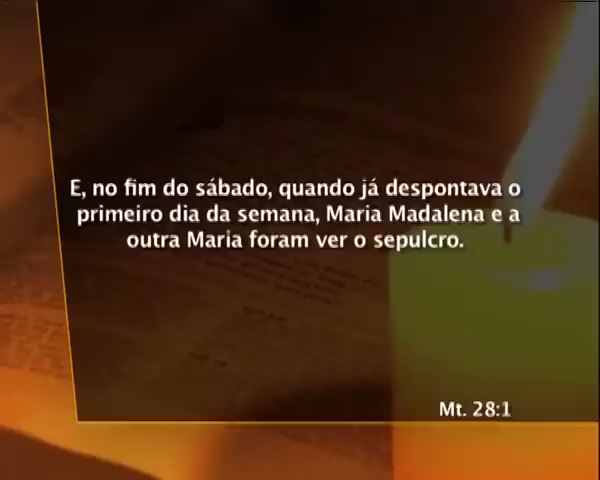 E, no fim do sábado, quando já despontava o
primeiro dia da semana, Maria Madalena e a
outra Maria foram ver o sepulcro.
Mt. 28:1